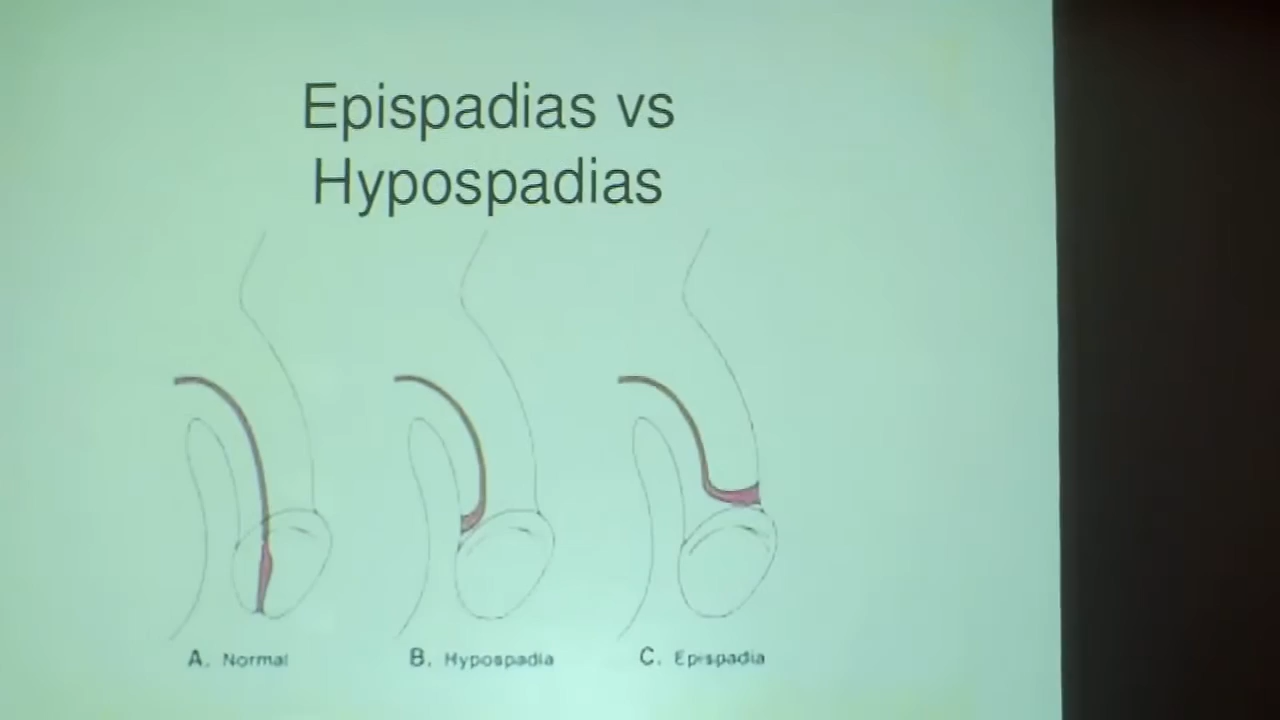 Epispadias vs
Hypospadias
A. Normal
B. Hypospadia
C. Epispadia